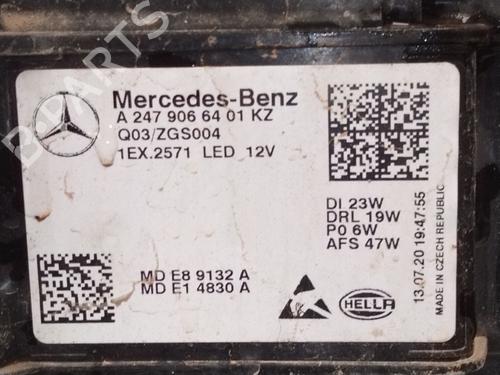 Mercedes-Benz
A 247 906 64 01 KZ
Q03/ZGS004
1EX.2571 LED 12V
DI 23W
DRL 19W
P0 6W
AFS 47W
13.07.20 19:47:55
MADE IN CZECH REPUBLIC
MD E8 9132 A
MD E1 4830 A
HELLA
B-PARTS